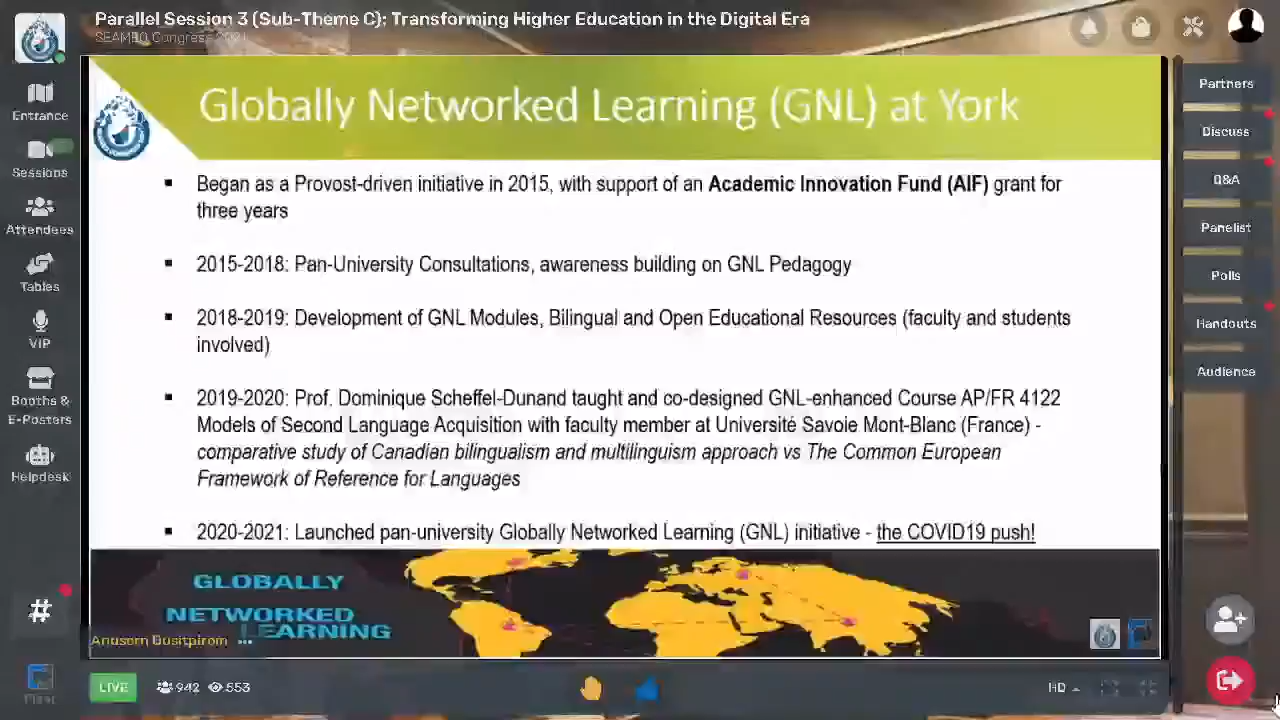 Parallel Session 3 (Sub-Theme C): Transforming Higher Education in the Digital Era
SEAMEO Congress 2021
Entrance
Sessions
Attendees
Tables
VIP
Booths &
E-Posters
Helpdesk
#
Globally Networked Learning (GNL) at York
▪ Began as a Provost-driven initiative in 2015, with support of an Academic Innovation Fund (AIF) grant for
three years
▪ 2015-2018: Pan-University Consultations, awareness building on GNL Pedagogy
▪ 2018-2019: Development of GNL Modules, Bilingual and Open Educational Resources (faculty and students
involved)
▪ 2019-2020: Prof. Dominique Scheffel-Dunand taught and co-designed GNL-enhanced Course AP/FR 4122
Models of Second Language Acquisition with faculty member at Université Savoie Mont-Blanc (France) -
comparative study of Canadian bilingualism and multilinguism approach vs The Common European
Framework of Reference for Languages
▪ 2020-2021: Launched pan-university Globally Networked Learning (GNL) initiative - the COVID19 push!
GLOBALLY
NETWORKED
LEARNING
Anusorn Dusitpirom
LIVE
942
553
HD
Partners
Discuss
Q&A
Panelist
Polls
Handouts
Audience